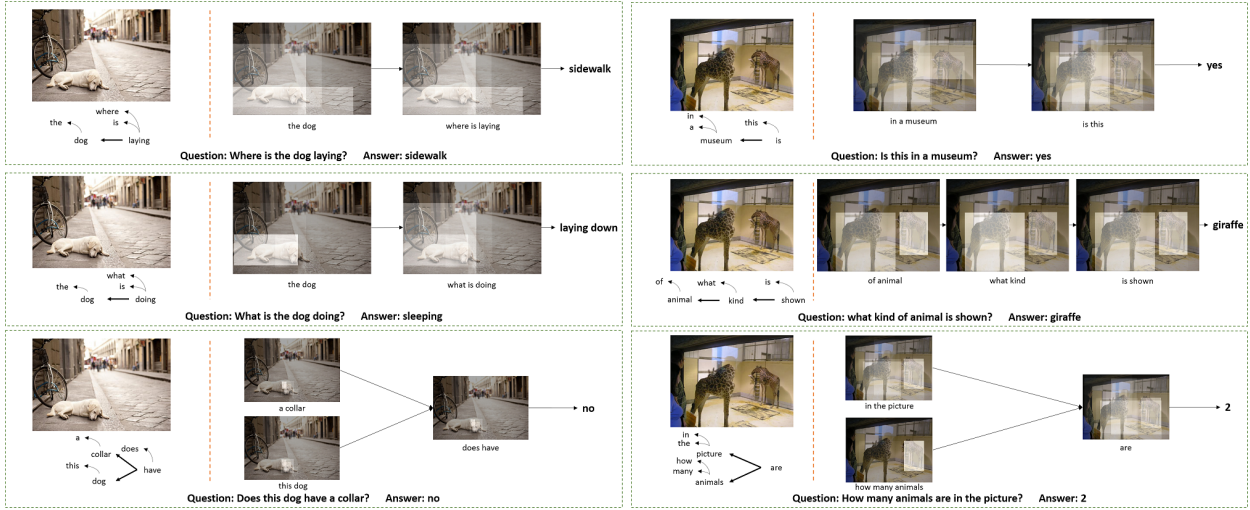 where
the
is
dog
laying
the dog
where is laying
sidewalk
Question: Where is the dog laying? Answer: sidewalk
in
a
this
museum
is
in a museum
is this
yes
Question: Is this in a museum? Answer: yes
what
the
is
dog
doing
the dog
what is doing
laying down
Question: What is the dog doing? Answer: sleeping
of
what
is
animal
kind
shown
of animal
what kind
is shown
giraffe
Question: what kind of animal is shown? Answer: giraffe
a
does
collar
this
have
dog
a collar
this dog
does have
no
Question: Does this dog have a collar? Answer: no
in
the
picture
how
many
are
animals
in the picture
how many animals
are
2
Question: How many animals are in the picture? Answer: 2